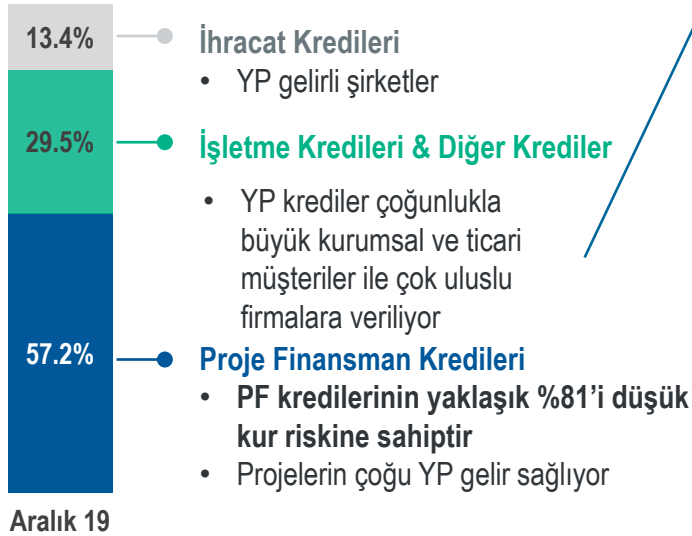 13.4%
İhracat Kredileri
• YP gelirli şirketler
29.5%
İşletme Kredileri & Diğer Krediler
• YP krediler çoğunlukla
büyük kurumsal ve ticari
müşteriler ile çok uluslu
firmalara veriliyor
57.2%
Proje Finansman Kredileri
• PF kredilerinin yaklaşık %81’i düşük
kur riskine sahiptir
• Projelerin çoğu YP gelir sağlıyor
Aralık 19